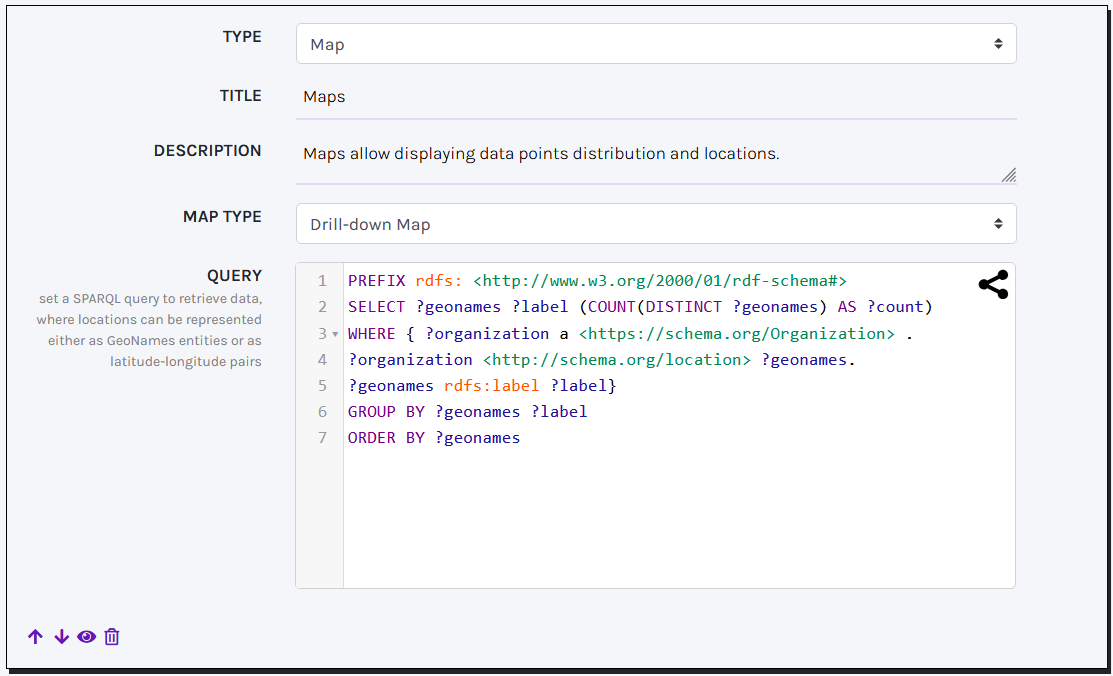 TYPE
Map
TITLE
Maps
DESCRIPTION
Maps allow displaying data points distribution and locations.
MAP TYPE
Drill-down Map
QUERY
set a SPARQL query to retrieve data,
where locations can be represented
either as GeoNames entities or as
latitude-longitude pairs
1 PREFIX rdfs: <http://www.w3.org/2000/01/rdf-schema#>
2 SELECT ?geonames ?label (COUNT(DISTINCT ?geonames) AS ?count)
3 WHERE { ?organization a <https://schema.org/Organization> .
4 ?organization <http://schema.org/location> ?geonames.
5 ?geonames rdfs:label ?label}
6 GROUP BY ?geonames ?label
7 ORDER BY ?geonames